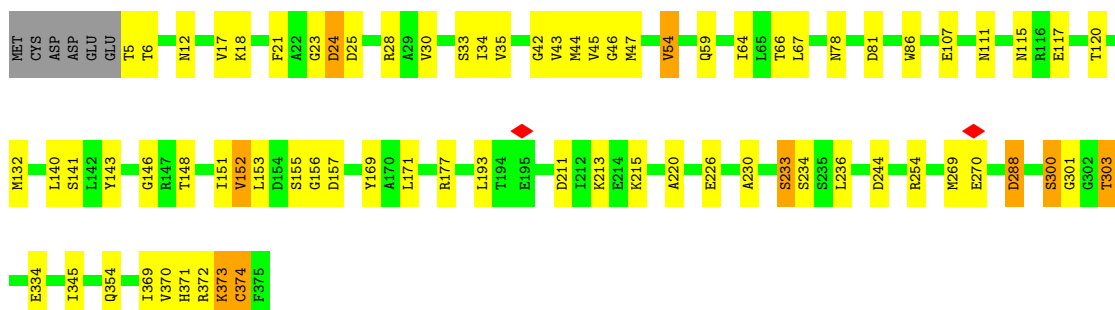 MET CYS ASP ASP GLU GLU T5 T6 N12 V17 K18 F21 A22 G23 D24 D25 R28 A29 V30 S33 I34 V35 G42 V43 M44 V45 G46 M47 V54 Q59 I64 L65 T66 L67 N78 D81 W86 E107 N111 N115 R116 E117 T120
M132 L140 S141 L142 Y143 G146 R147 T148 I151 V152 L153 D154 S155 G156 D157 Y169 A170 L171 R177 L193 T194 E195 D211 I212 K213 E214 K215 A220 E226 A230 S233 S234 S235 L236 D244 R254 M269 E270 D288 S300 G301 G302 T303
E334 I345 Q354 I369 V370 H371 R372 K373 C374 F375